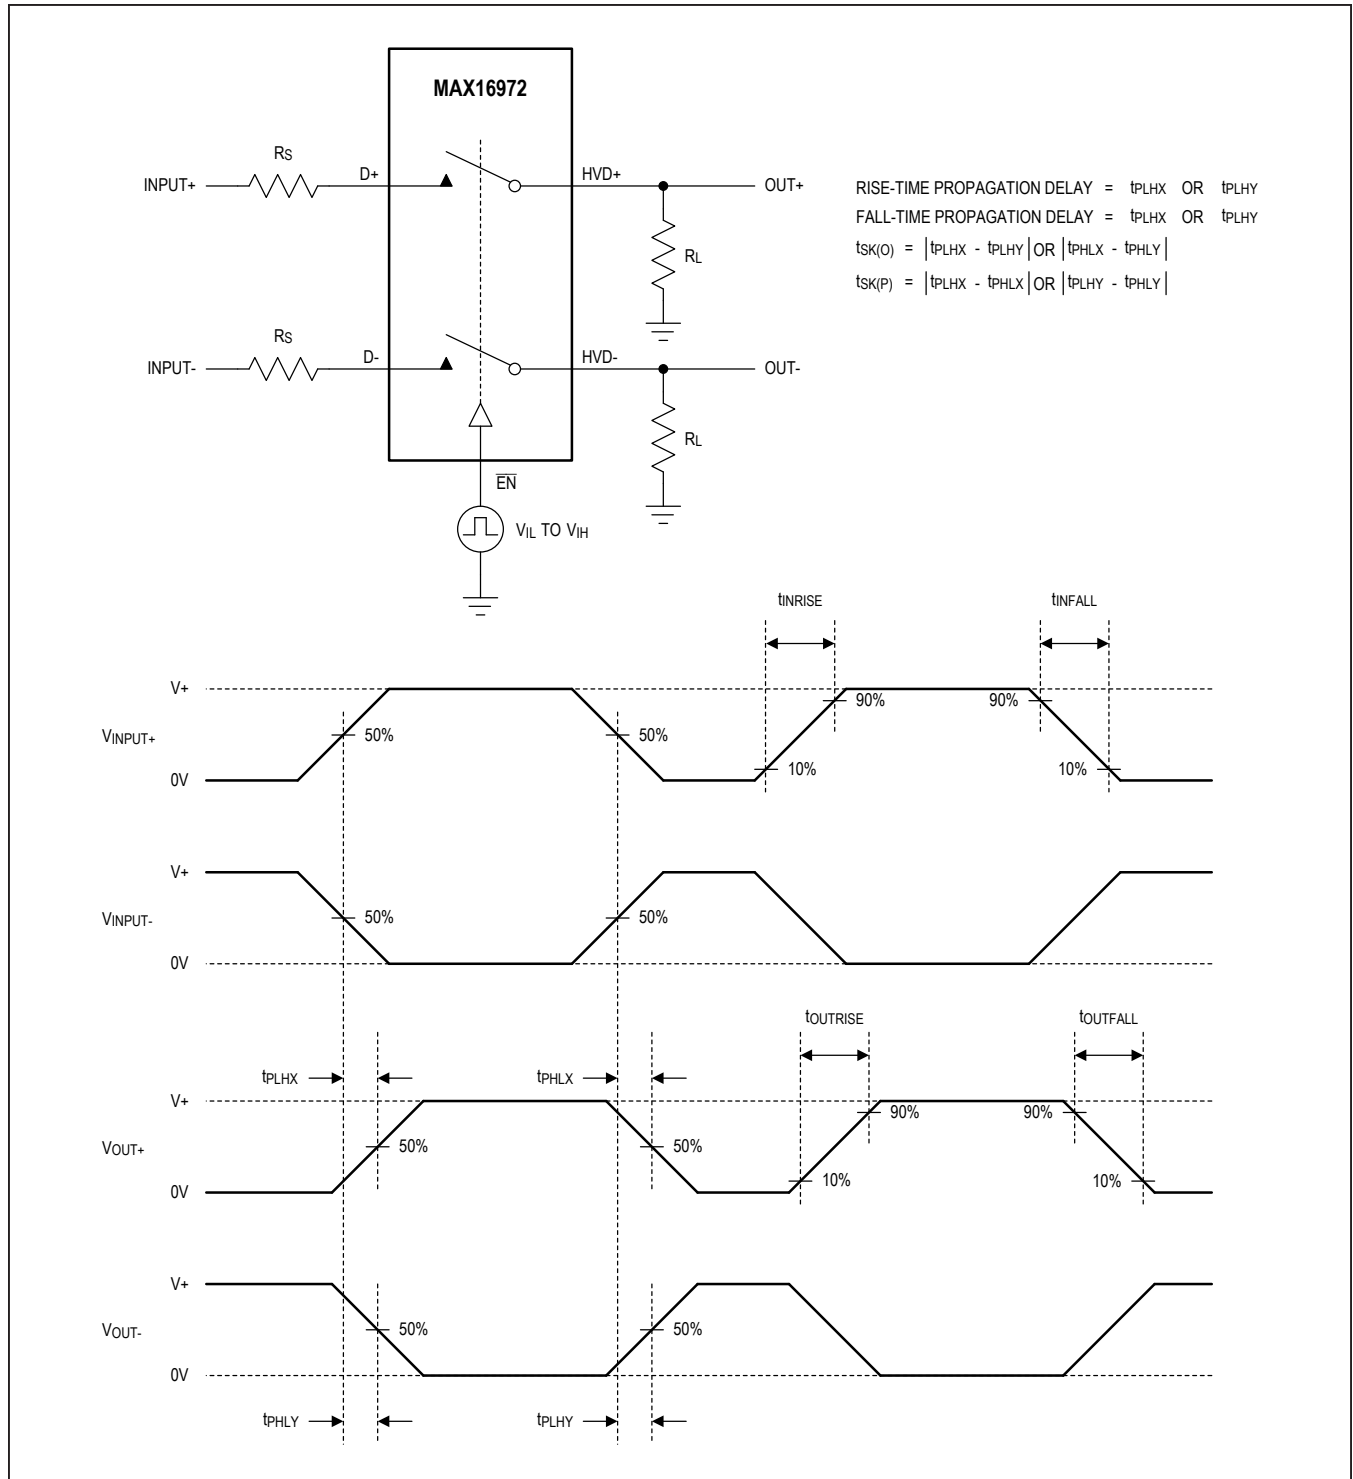 MAX16972
RS
D+
HVD+
INPUT+
OUT+
RISE-TIME PROPAGATION DELAY = tPLHX OR tPLHY
FALL-TIME PROPAGATION DELAY = tPLHX OR tPLHY
tSK(O) = |tPLHX - tPLHY| OR |tPHLX - tPHLY|
tSK(P) = |tPLHX - tPHLX| OR |tPLHY - tPHLY|
RL
RS
D-
HVD-
INPUT-
OUT-
RL
EN
VIL TO VIH
tINRISE
tINFALL
V+
90%
90%
VINPUT+
50%
50%
10%
10%
0V
V+
VINPUT-
50%
50%
0V
tOUTRISE
tOUTFALL
tPLHX
tPHLX
V+
90%
90%
VOUT+
50%
50%
10%
10%
0V
V+
VOUT-
50%
50%
0V
tPHLY
tPLHY